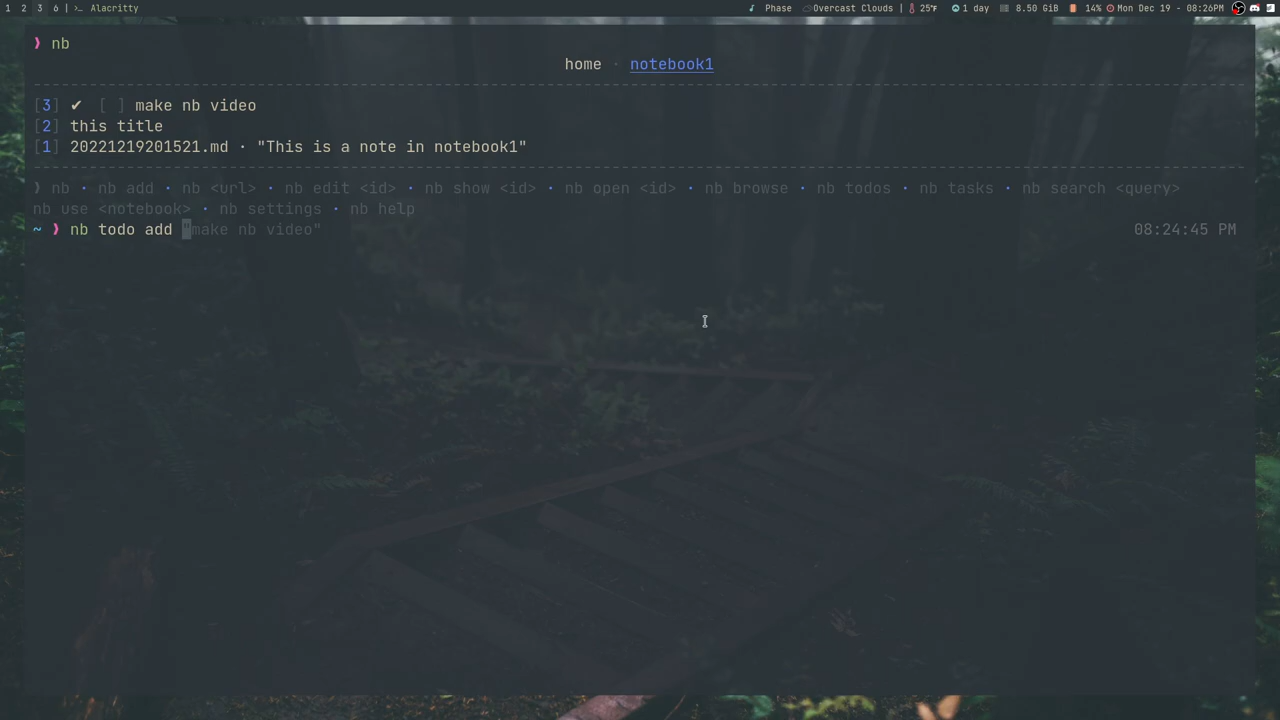 1 2 3 6 | >_ Alacritty Phase Overcast Clouds | 25°F 1 day 8.50 GiB 14% Mon Dec 19 - 08:26PM
❱ nb
home · notebook1
[3] ✔ [ ] make nb video
[2] this title
[1] 20221219201521.md · "This is a note in notebook1"
❱ nb · nb add · nb <url> · nb edit <id> · nb show <id> · nb open <id> · nb browse · nb todos · nb tasks · nb search <query>
nb use <notebook> · nb settings · nb help
~ ❱ nb todo add "make nb video" 08:24:45 PM